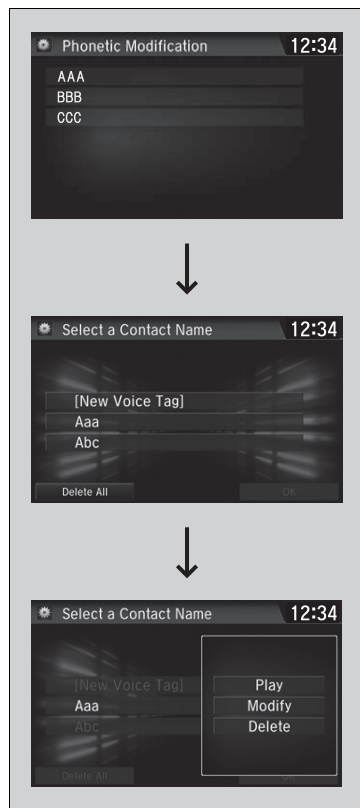 Phonetic Modification 12:34
AAA
BBB
CCC
Select a Contact Name 12:34
[New Voice Tag]
Aaa
Abc
Delete All OK
Select a Contact Name 12:34
[New Voice Tag]
Aaa
Abc
Play
Modify
Delete
Delete All OK